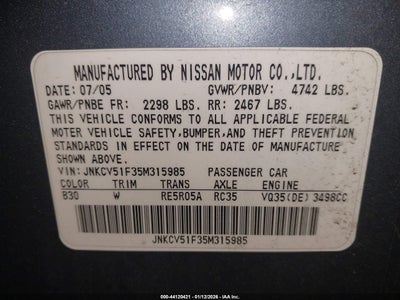 MANUFACTURED BY NISSAN MOTOR CO.,LTD.
DATE: 07/05 GVWR/PNBV: 4742 LBS.
GAWR/PNBE FR: 2298 LBS. RR: 2467 LBS.
THIS VEHICLE CONFORMS TO ALL APPLICABLE FEDERAL
MOTOR VEHICLE SAFETY,BUMPER,AND THEFT PREVENTION
STANDARDS IN EFFECT ON THE DATE OF MANUFACTURE
SHOWN ABOVE.
VIN: JNKCV51F35M315985 PASSENGER CAR
COLOR TRIM TRANS AXLE ENGINE
B30 W RE5R05A RC35 VQ35(DE) 3498CC
JNKCV51F35M315985
000-44120421 - 01/12/2026 - IAAI.COM